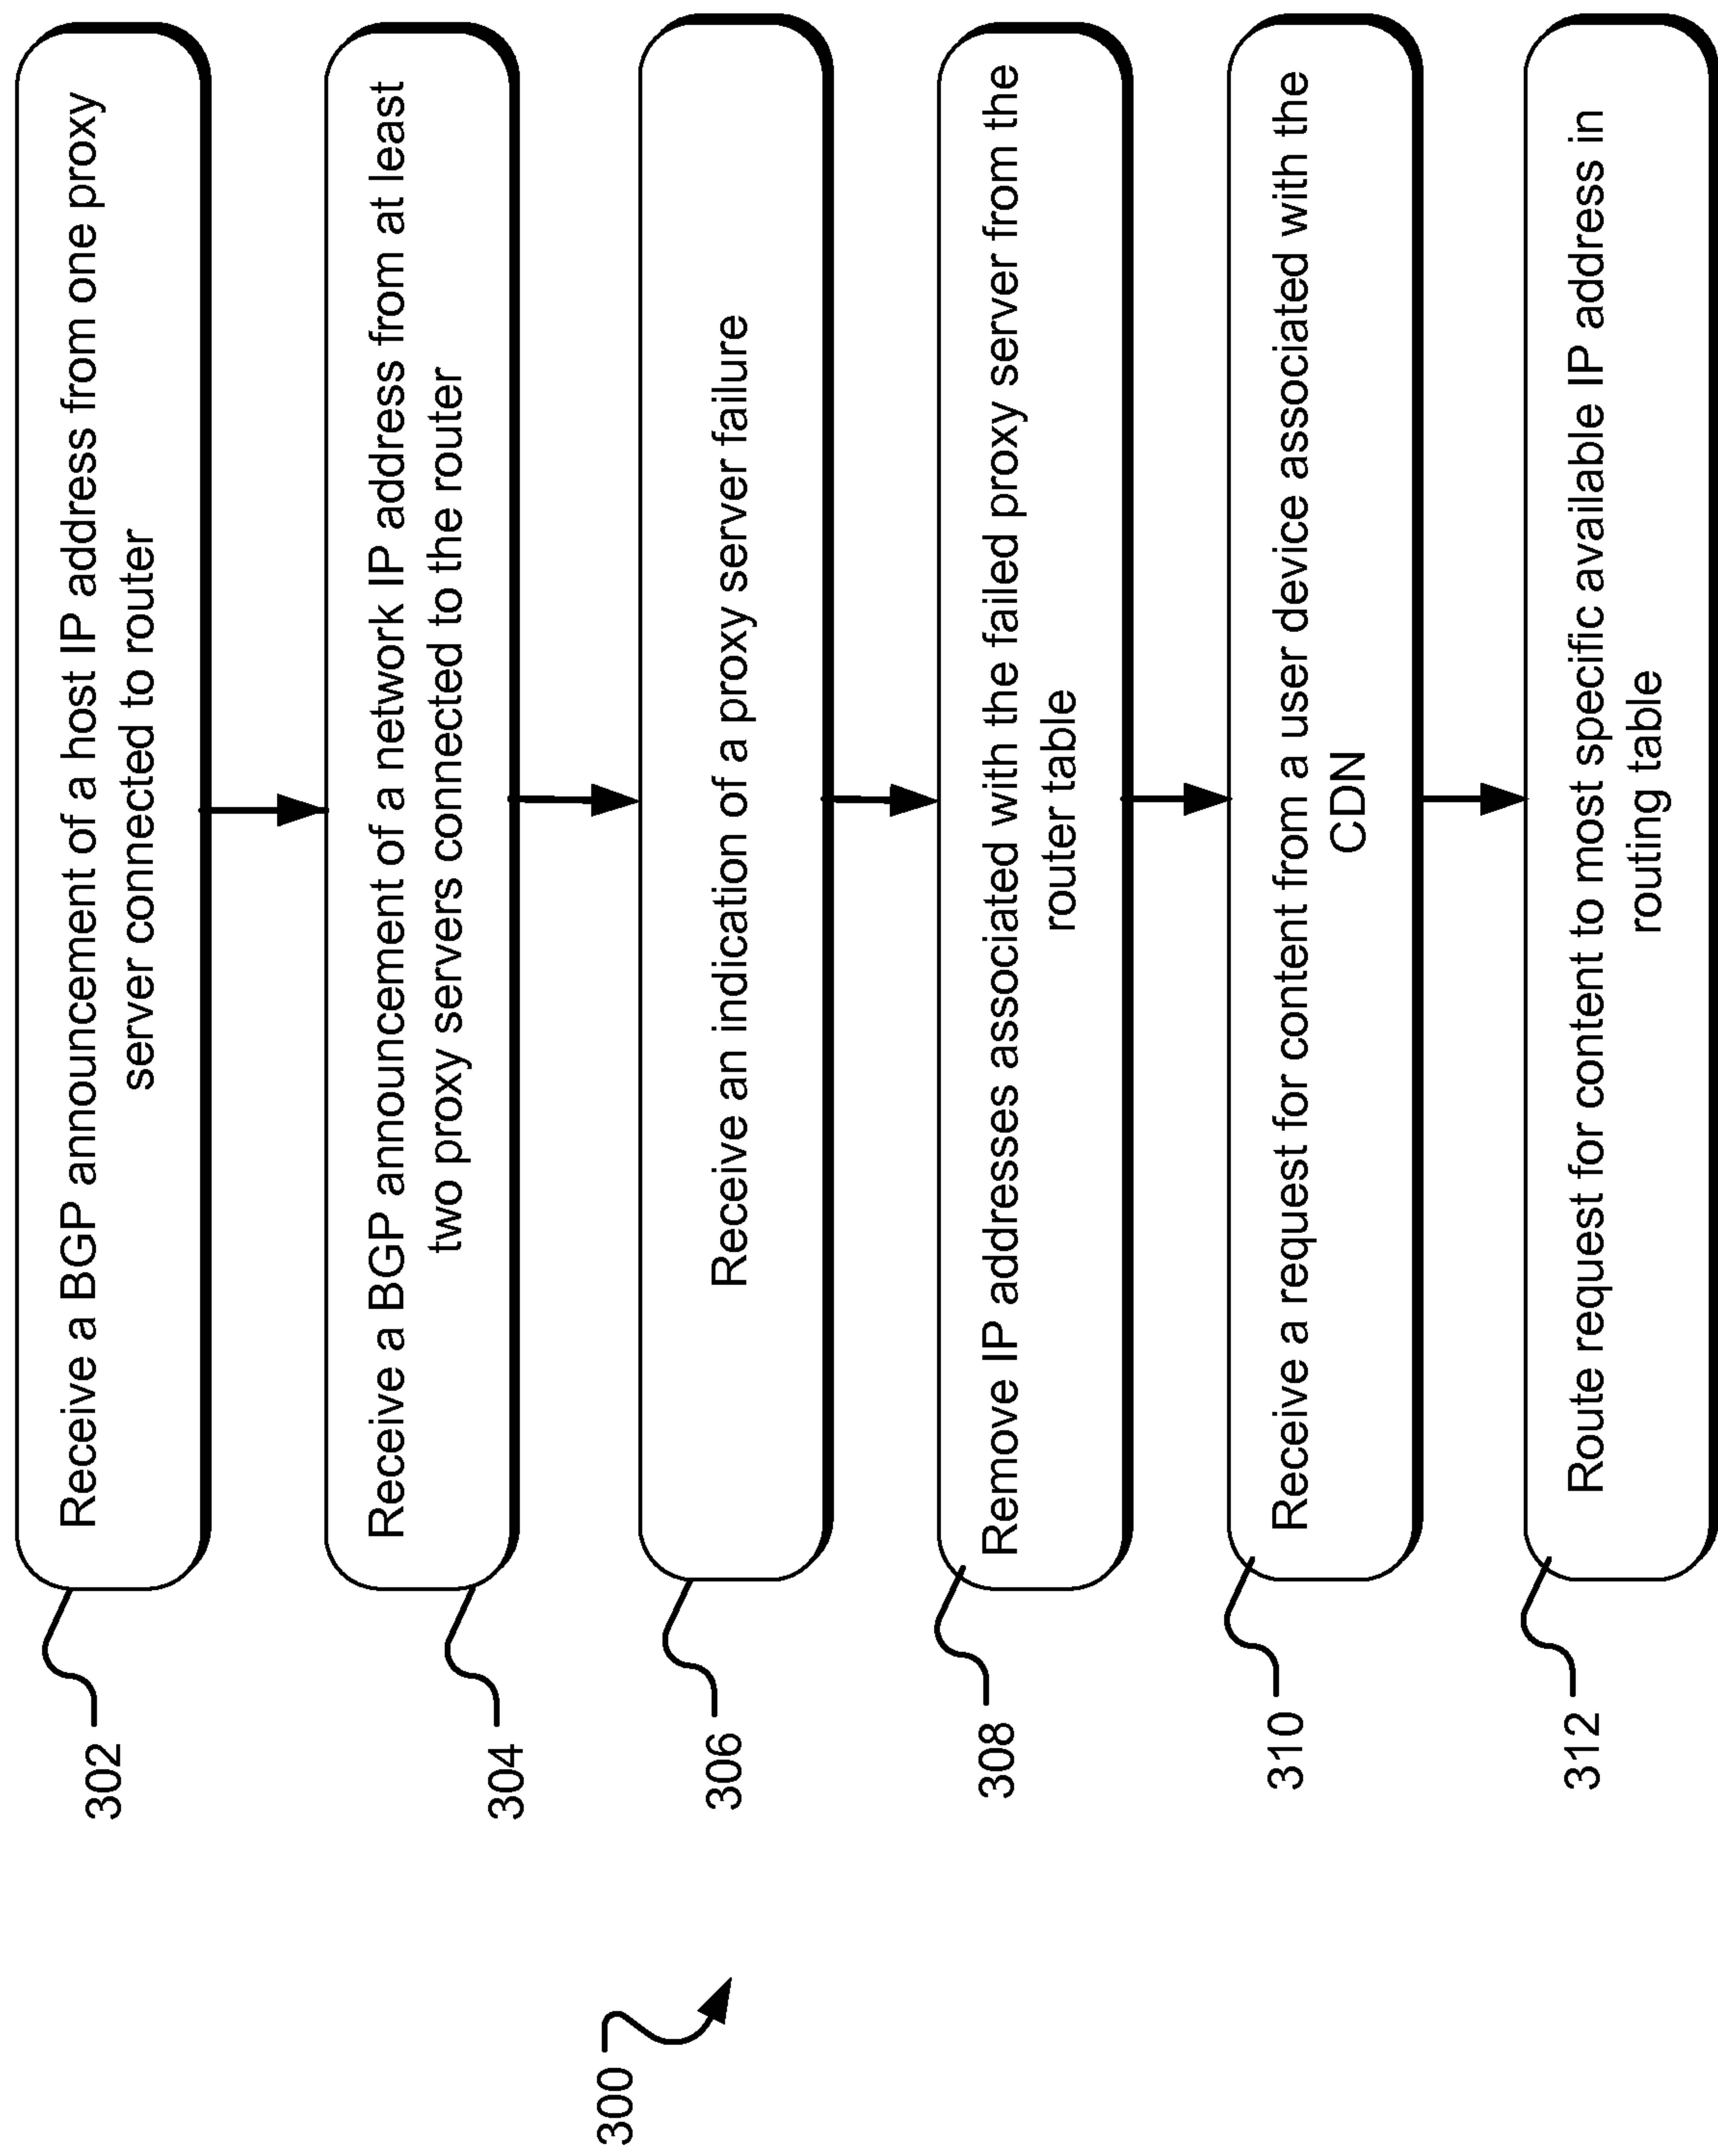 300
302
Receive a BGP announcement of a host IP address from one proxy
server connected to router
304
Receive a BGP announcement of a network IP address from at least
two proxy servers connected to the router
306
Receive an indication of a proxy server failure
308
Remove IP addresses associated with the failed proxy server from the
router table
310
Receive a request for content from a user device associated with the
CDN
312
Route request for content to most specific available IP address in
routing table